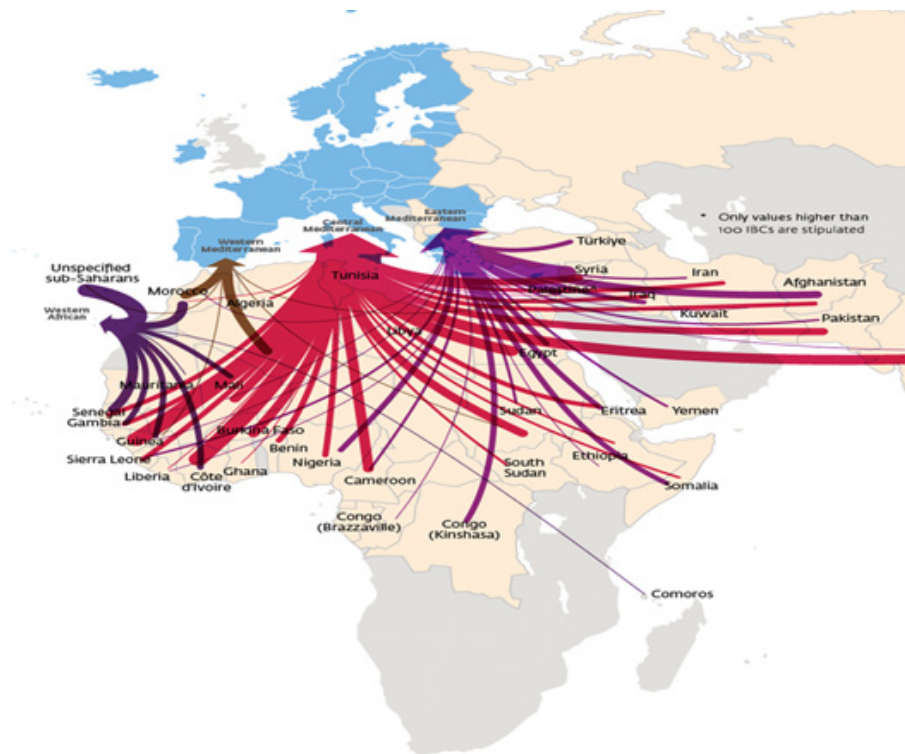 Eastern
Mediterranean
Central
Mediterranean
Western
Mediterranean
* Only values higher than
100 IBCs are stipulated
Türkiye
Unspecified
sub-Saharans
Tunisia
Syria
Iran
Afghanistan
Morocco
Algeria
Palestine
Iraq
Western
African
Kuwait
Pakistan
Libya
Egypt
Mauritania
Mali
Senegal
Gambia
Sudan
Eritrea
Yemen
Guinea
Burkina Faso
Sierra Leone
Benin
Liberia
Côte
d'Ivoire
Ghana
Nigeria
Cameroon
South
Sudan
Ethiopia
Somalia
Congo
(Brazzaville)
Congo
(Kinshasa)
Comoros